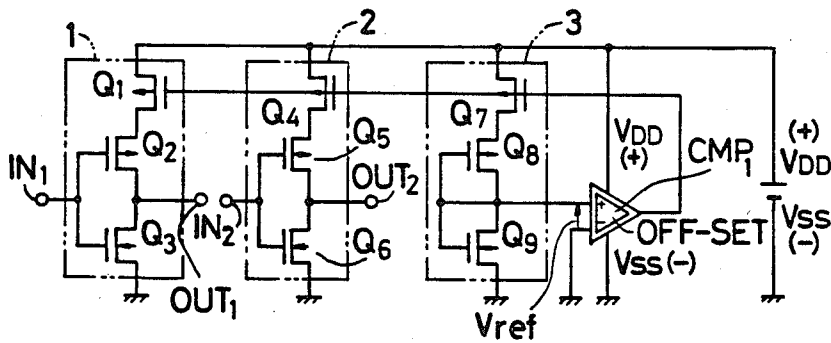 1
2
3
Q1
Q4
Q7
Q2
Q5
Q8
VDD
(+)
CMP1
(+)
VDD
IN1
OUT2
+
−
Q3
IN2
Q6
Q9
OFF-SET
VSS
(-)
VSS(-)
OUT1
Vref